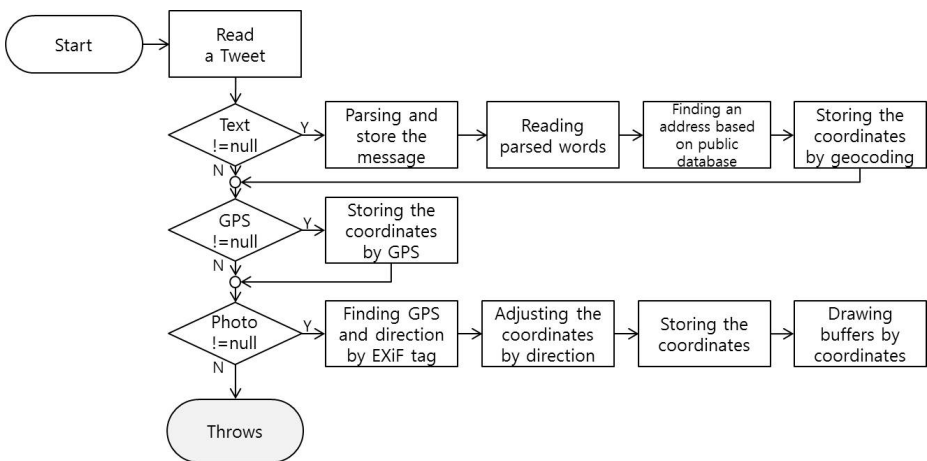 Start
Read
a Tweet
Text
!=null
Y
N
Parsing and
store the
message
Reading
parsed words
Finding an
address based
on public
database
Storing the
coordinates
by geocoding
GPS
!=null
Y
N
Storing the
coordinates
by GPS
Photo
!=null
Y
N
Finding GPS
and direction
by EXiF tag
Adjusting the
coordinates
by direction
Storing the
coordinates
Drawing
buffers by
coordinates
Throws